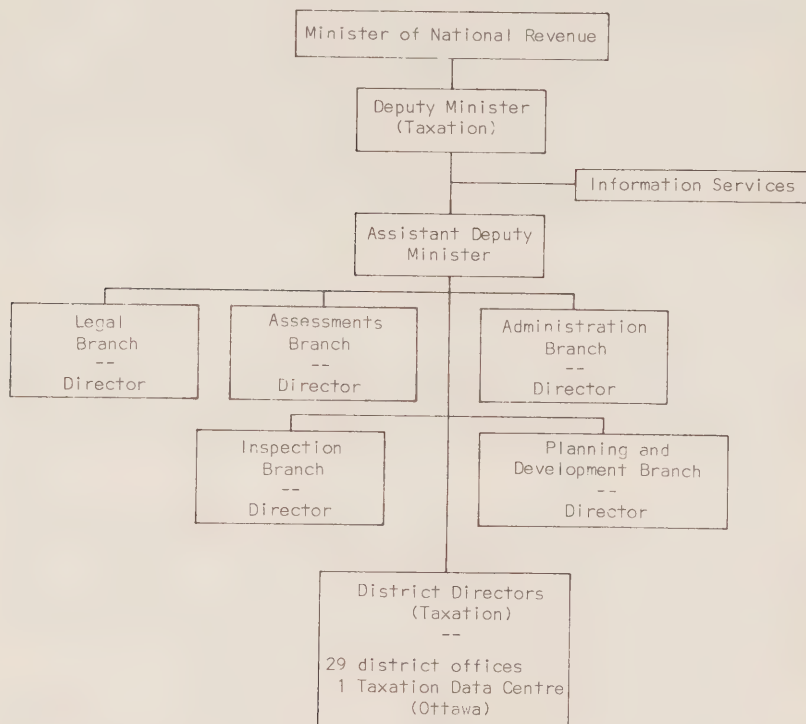 Minister of National Revenue
Deputy Minister
(Taxation)
Information Services
Assistant Deputy
Minister
Legal
Branch
--
Director
Assessments
Branch
--
Director
Administration
Branch
--
Director
Inspection
Branch
--
Director
Planning and
Development Branch
--
Director
District Directors
(Taxation)
--
29 district offices
1 Taxation Data Centre
(Ottawa)